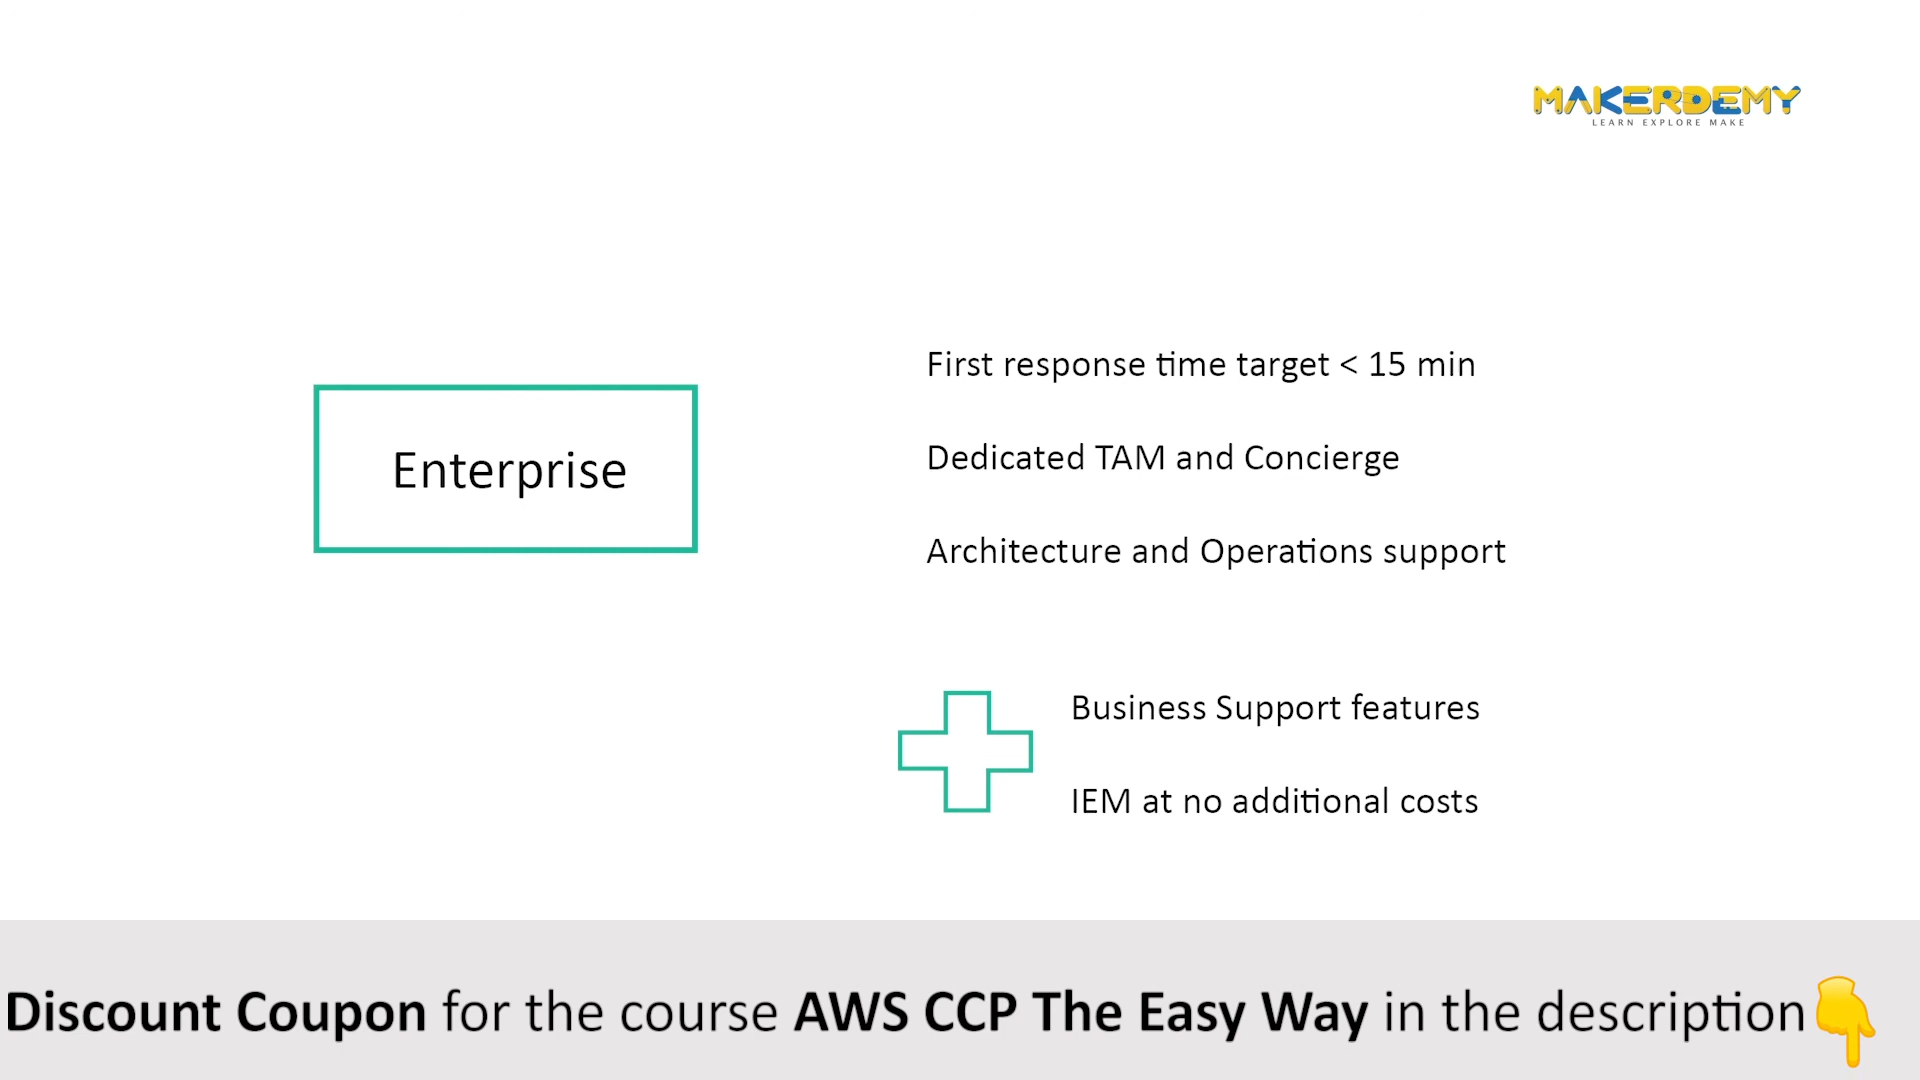 MAKERDEMY
LEARN EXPLORE MAKE
Enterprise
First response time target < 15 min
Dedicated TAM and Concierge
Architecture and Operations support
Business Support features
IEM at no additional costs
Discount Coupon for the course AWS CCP The Easy Way in the description